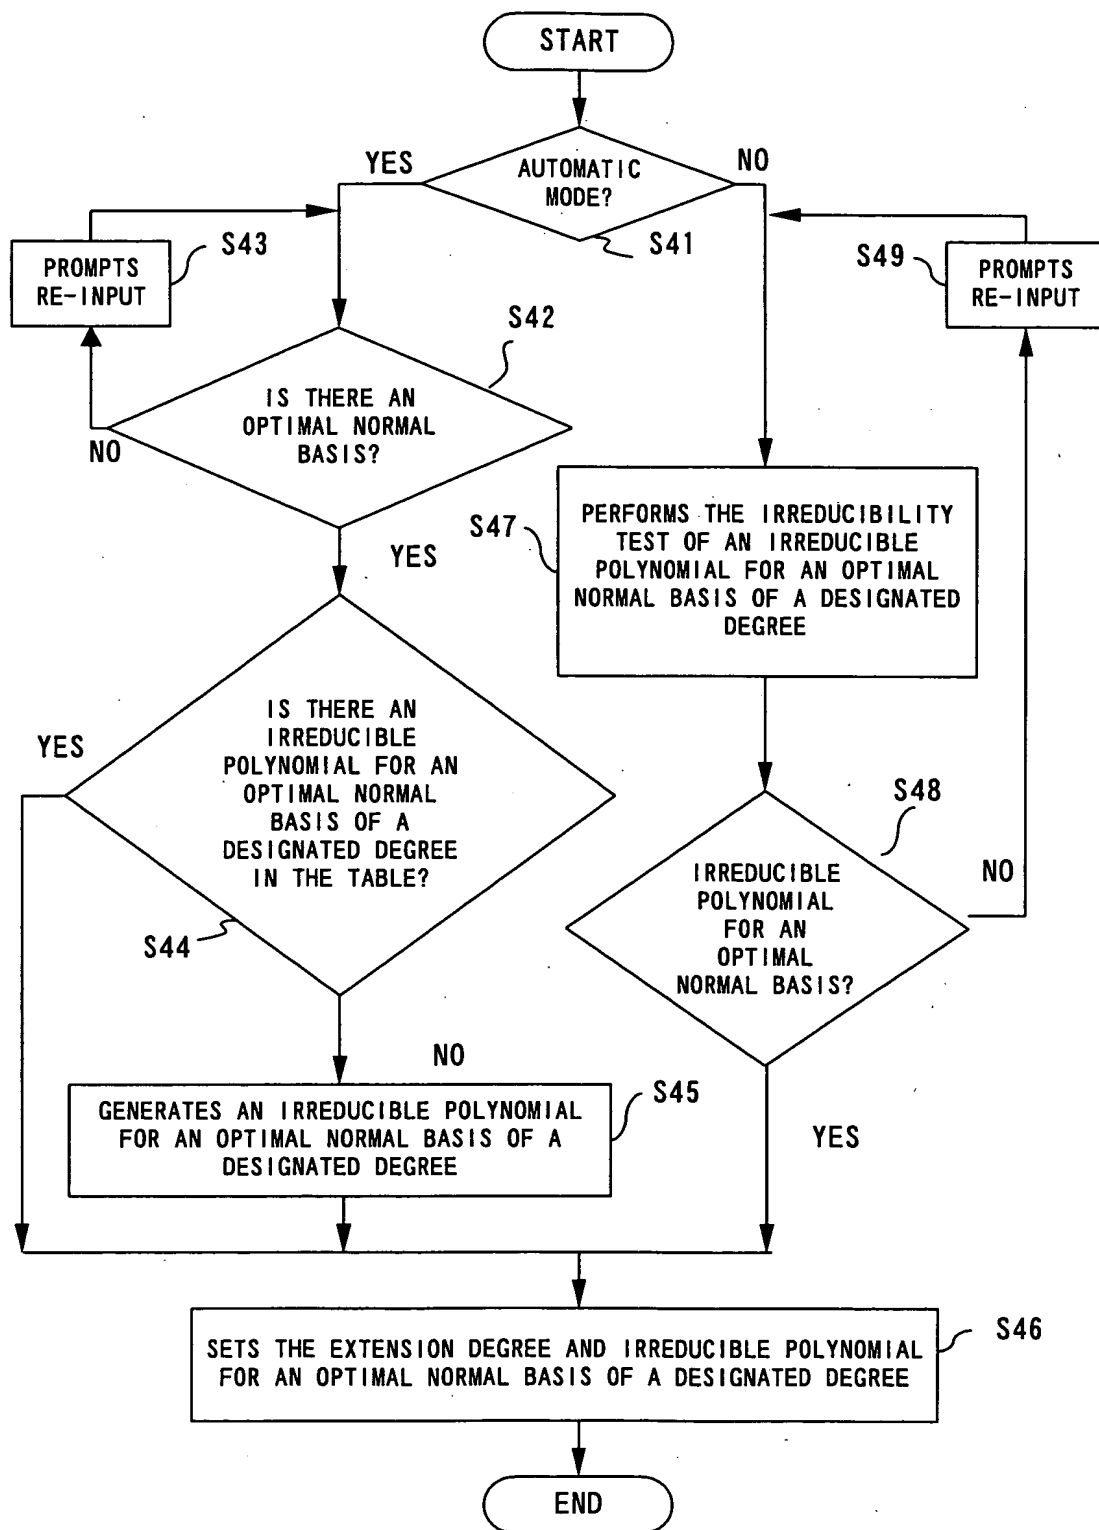 START
AUTOMATIC
MODE?
YES
NO
S41
S43
PROMPTS
RE-INPUT
S49
PROMPTS
RE-INPUT
S42
IS THERE AN
OPTIMAL NORMAL
BASIS?
NO
YES
S47
PERFORMS THE IRREDUCIBILITY
TEST OF AN IRREDUCIBLE
POLYNOMIAL FOR AN OPTIMAL
NORMAL BASIS OF A DESIGNATED
DEGREE
IS THERE AN
IRREDUCIBLE
POLYNOMIAL FOR AN
OPTIMAL NORMAL
BASIS OF A
DESIGNATED DEGREE
IN THE TABLE?
YES
S44
NO
S48
IRREDUCIBLE
POLYNOMIAL
FOR AN
OPTIMAL
NORMAL BASIS?
NO
YES
S45
GENERATES AN IRREDUCIBLE POLYNOMIAL
FOR AN OPTIMAL NORMAL BASIS OF A
DESIGNATED DEGREE
S46
SETS THE EXTENSION DEGREE AND IRREDUCIBLE POLYNOMIAL
FOR AN OPTIMAL NORMAL BASIS OF A DESIGNATED DEGREE
END